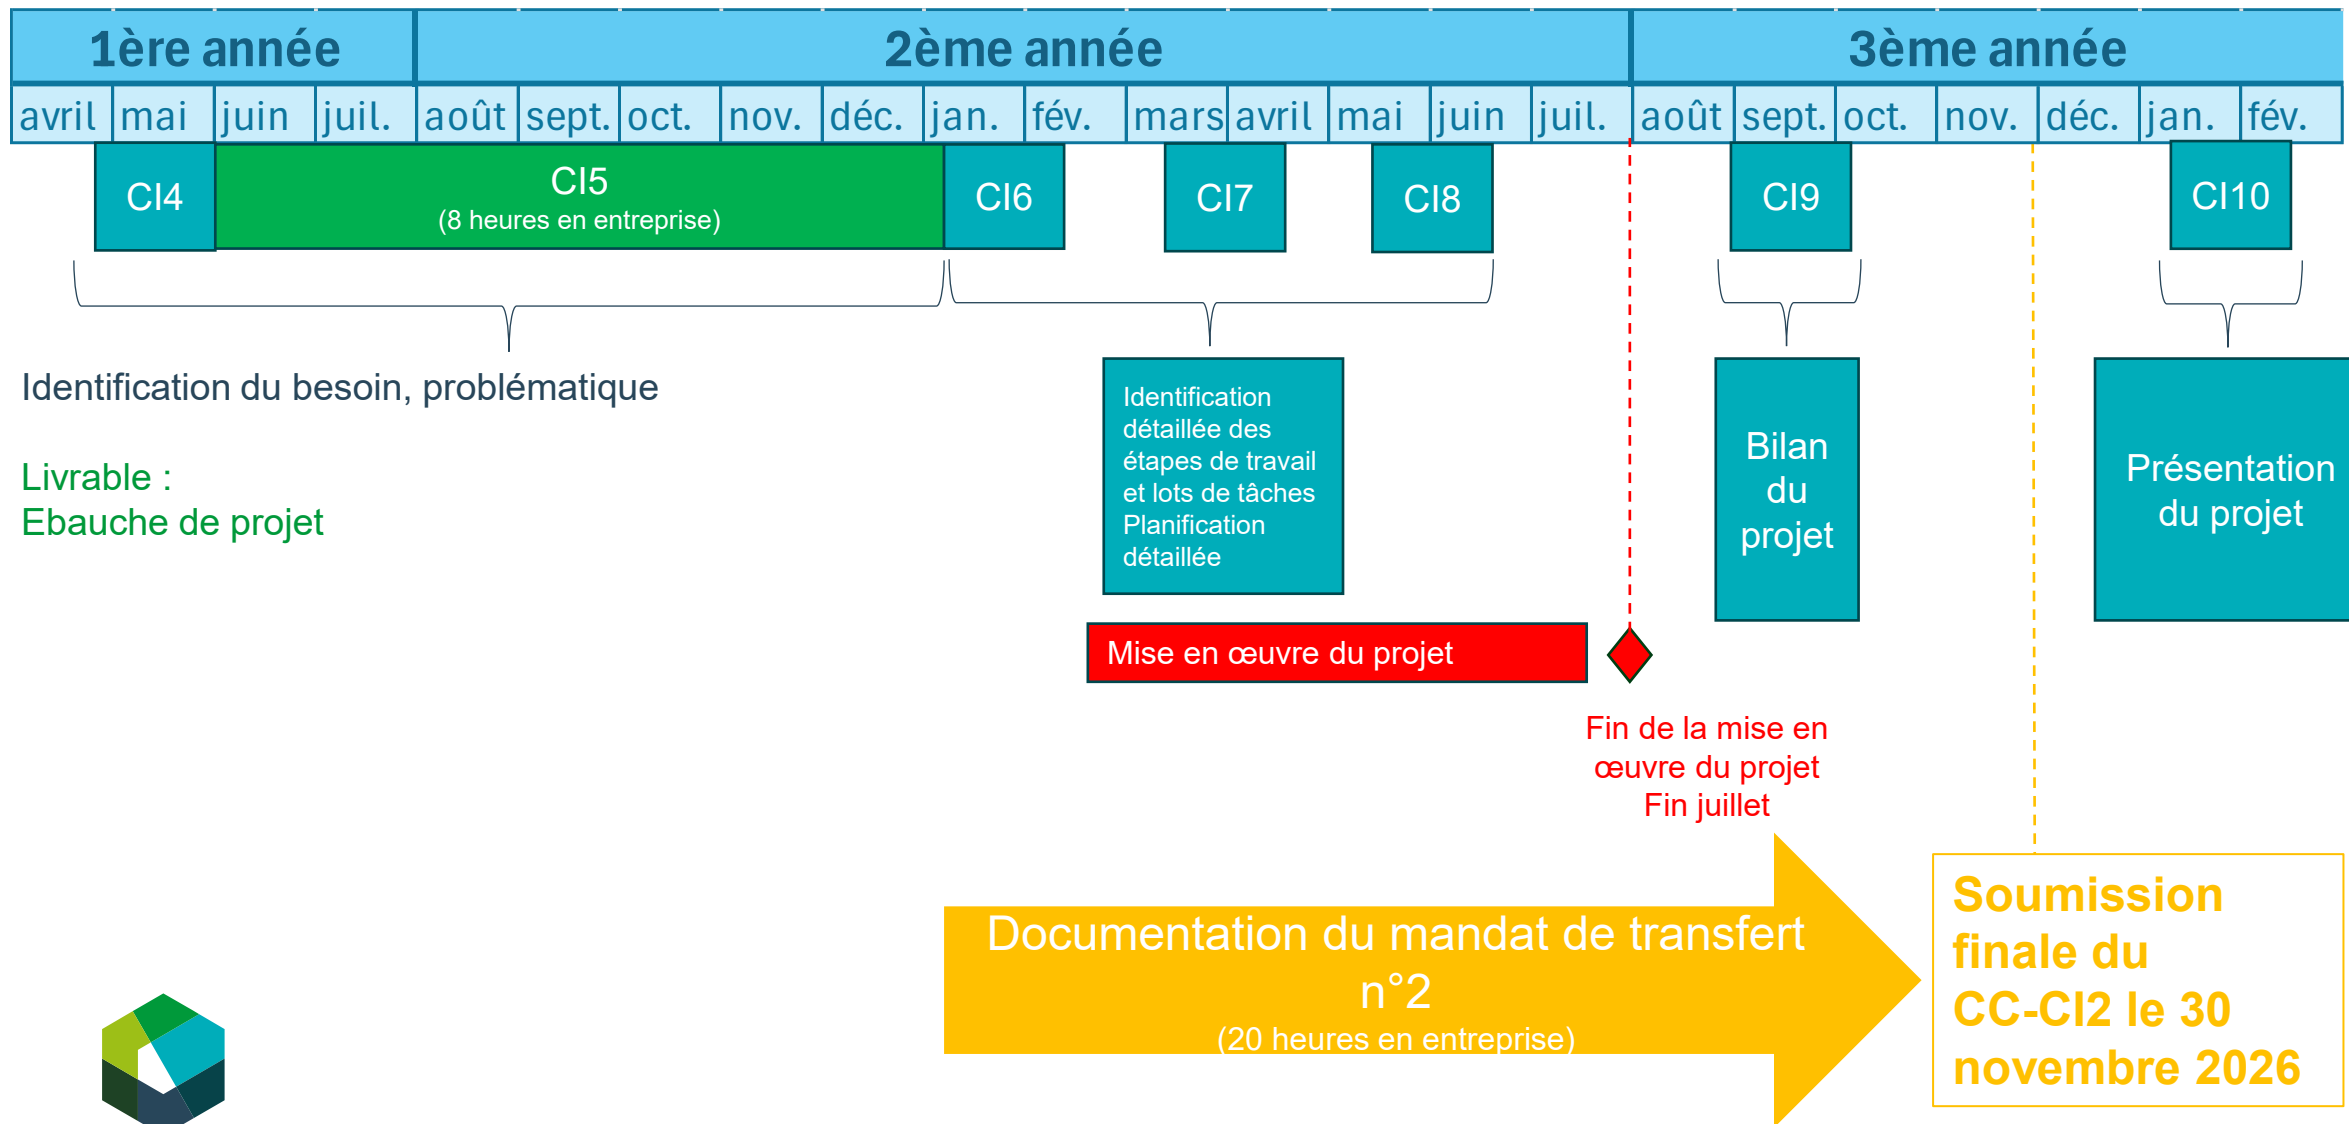 1ère année
2ème année
3ème année
avril mai juin juil. août sept. oct. nov. déc. jan. fév. mars avril mai juin juil. août sept. oct. nov. déc. jan. fév.
CI4
CI5
(8 heures en entreprise)
CI6
CI7
CI8
CI9
CI10
Identification du besoin, problématique
Livrable :
Ebauche de projet
Identification
détaillée des
étapes de travail
et lots de tâches
Planification
détaillée
Bilan
du
projet
Présentation
du projet
Mise en œuvre du projet
Fin de la mise en
œuvre du projet
Fin juillet
Documentation du mandat de transfert
n°2
(20 heures en entreprise)
Soumission
finale du
CC-CI2 le 30
novembre 2026